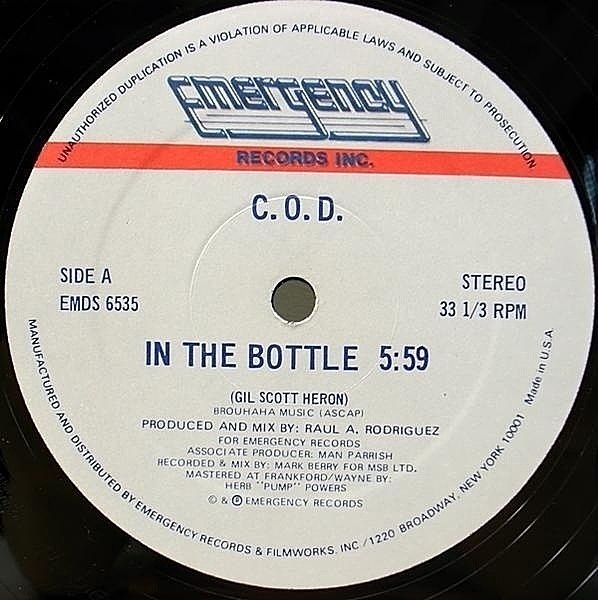 UNAUTHORIZED DUPLICATION IS A VIOLATION OF APPLICABLE LAWS AND SUBJECT TO PROSECUTION
emergency
RECORDS INC.
C.O.D.
SIDE A
EMDS 6535
STEREO
33 1/3 RPM
IN THE BOTTLE 5:59
(GIL SCOTT HERON)
BROUHAHA MUSIC (ASCAP)
PRODUCED AND MIX BY: RAUL A. RODRIGUEZ
FOR EMERGENCY RECORDS
ASSOCIATE PRODUCER: MAN PARRISH
RECORDED & MIX BY: MARK BERRY FOR MSB LTD.
MASTERED AT FRANKFORD/WAYNE BY:
HERB "PUMP" POWERS
© & ℗ EMERGENCY RECORDS
MANUFACTURED AND DISTRIBUTED BY EMERGENCY RECORDS & FILMWORKS, INC / 1220 BROADWAY, NEW YORK 10001 Made in U.S.A.